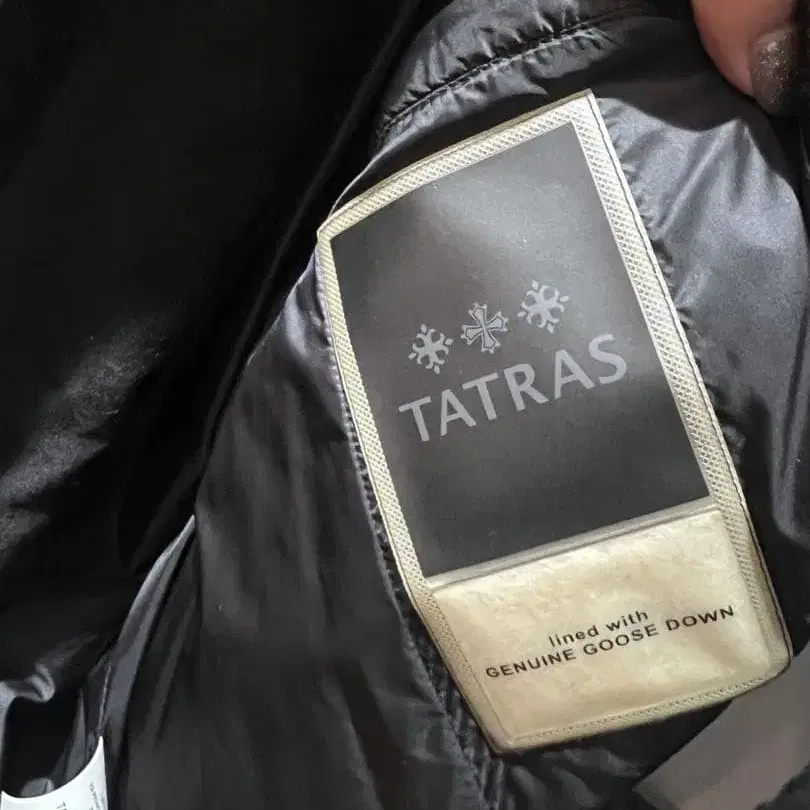 TATRAS
lined with
GENUINE GOOSE DOWN